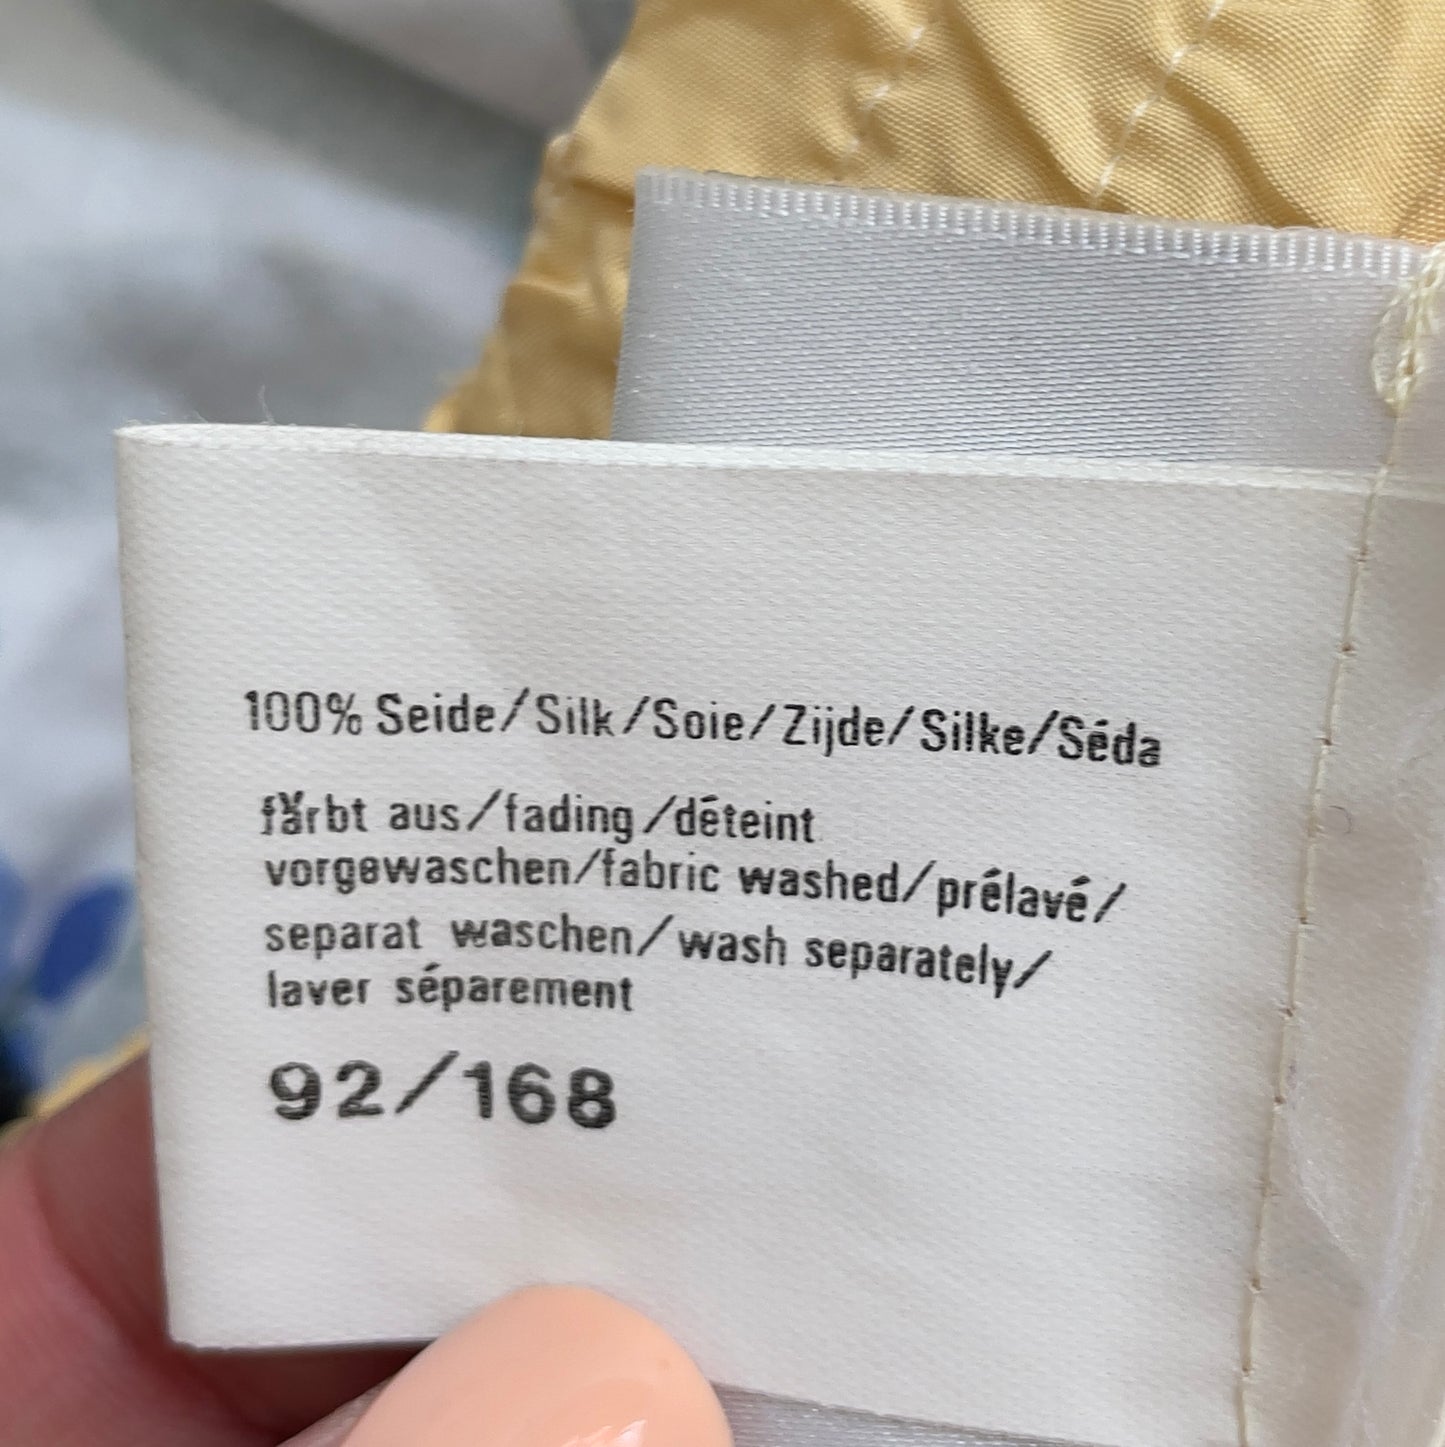 100% Seide/Silk/Soie/Zijde/Silke/Séda
färbt aus/fading/déteint
vorgewaschen/fabric washed/prélavé/
separat waschen/wash separately/
laver séparement
92/168